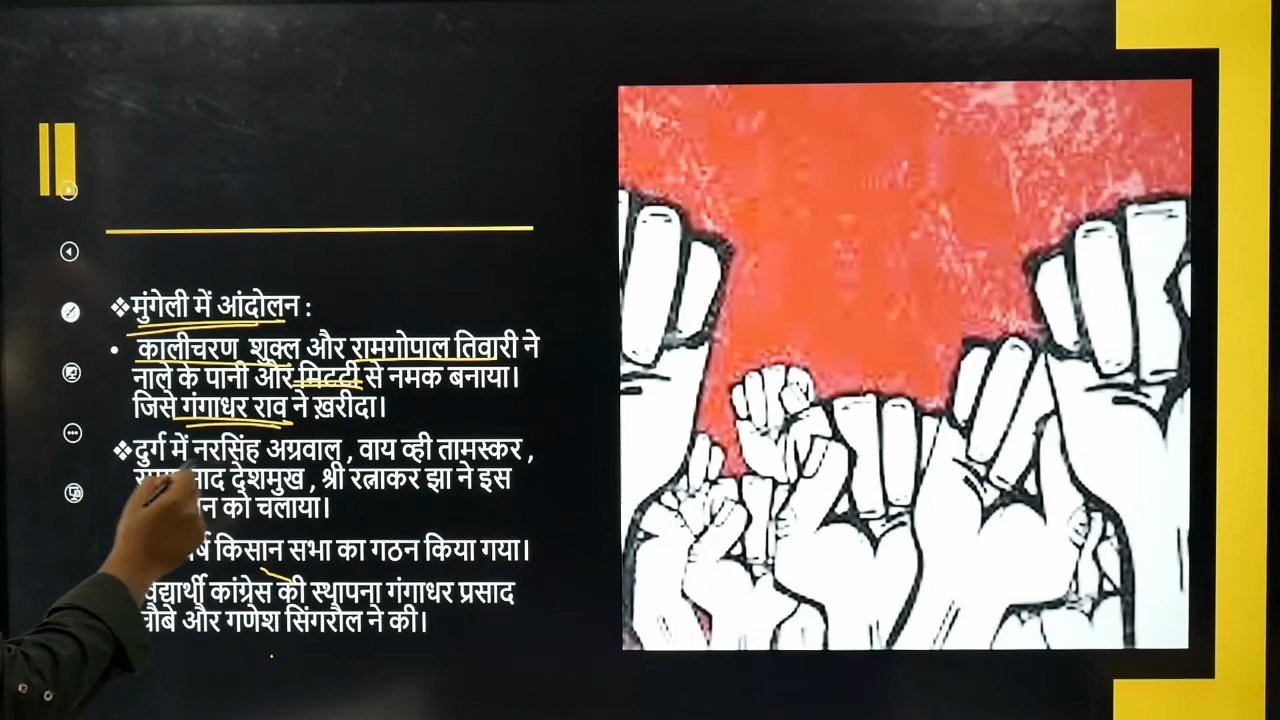 ❖मुंगेली में आंदोलन :
• कालीचरण शुक्ल और रामगोपाल तिवारी ने
नाले के पानी और मिटटी से नमक बनाया।
जिसे गंगाधर राव ने ख़रीदा।
❖दुर्ग में नरसिंह अग्रवाल , वाय व्ही तामस्कर ,
देशमुख , श्री रत्नाकर झा ने इस
को चलाया।
किसान सभा का गठन किया गया।
विद्यार्थी कांग्रेस की स्थापना गंगाधर प्रसाद
चौबे और गणेश सिंगरौल ने की।